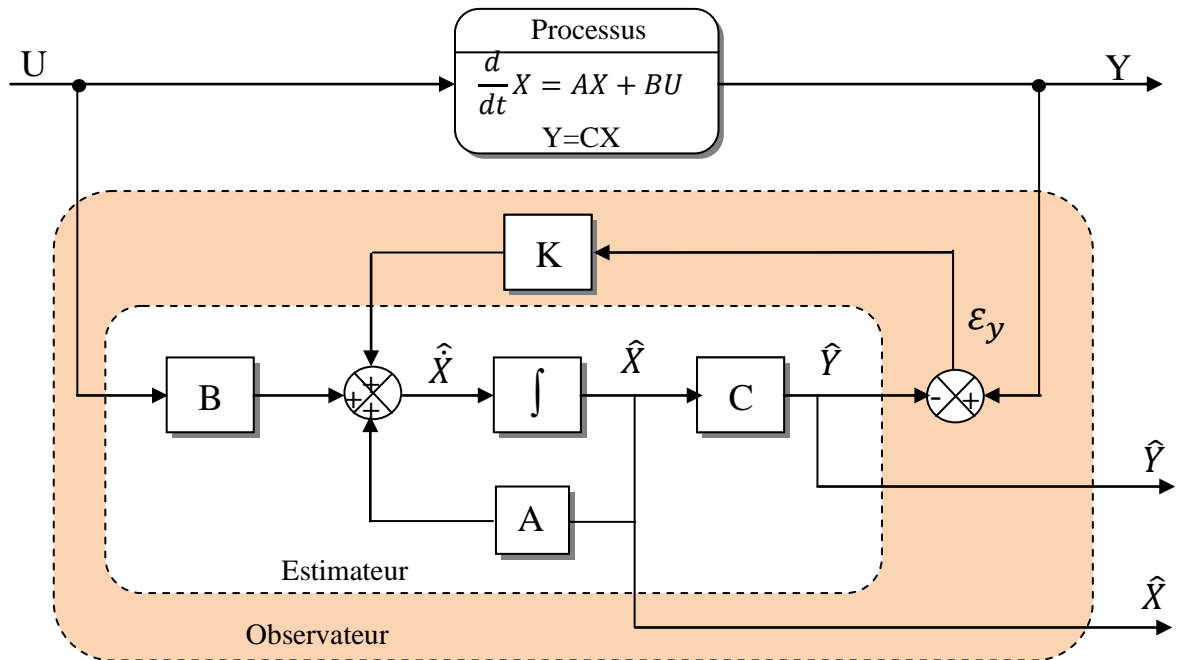 Processus
U
d/dt X = AX + BU
Y
Y=CX
K
ε_y
B
+
+
+
X̂̇
∫
X̂
C
Ŷ
-
+
Ŷ
A
Estimateur
X̂
Observateur